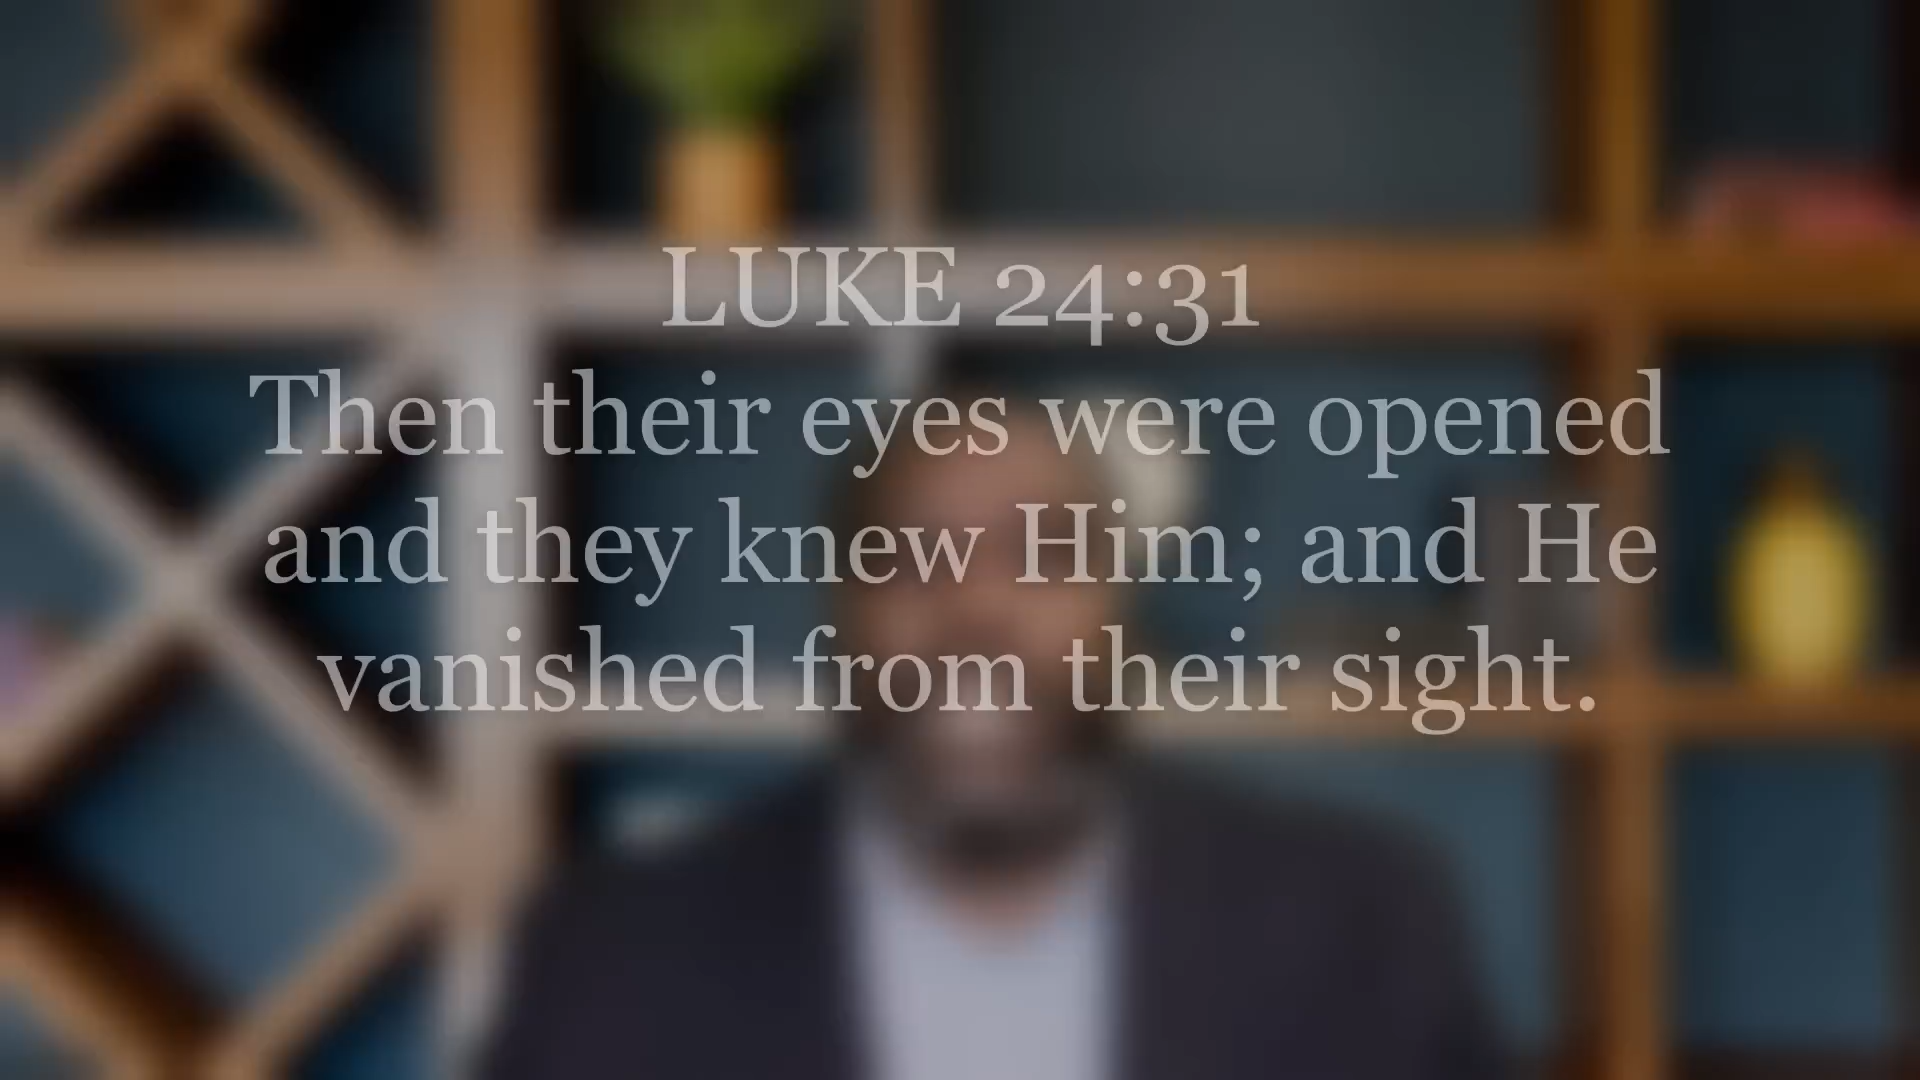 LUKE 24:31
Then their eyes were opened
and they knew Him; and He
vanished from their sight.